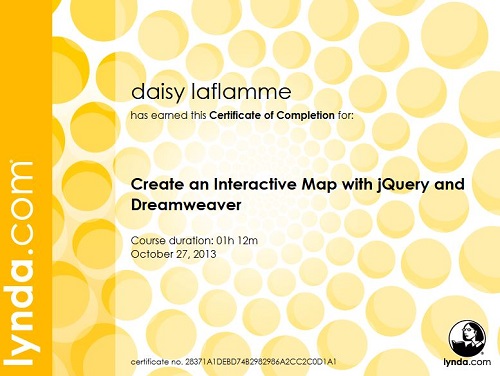 lynda.com
daisy laflamme
has earned this Certificate of Completion for:
Create an Interactive Map with jQuery and
Dreamweaver
Course duration: 01h 12m
October 27, 2013
certificate no. 28371A1DEBD74B2982986A2CC2C0D1A1
lynda.com